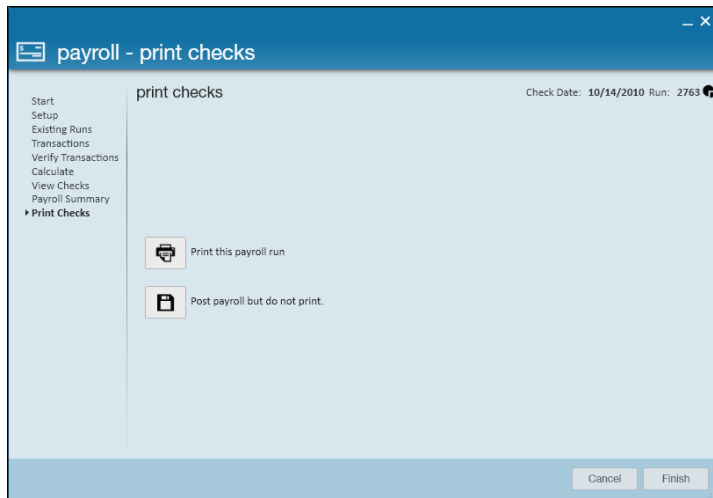 payroll - print checks
print checks
Check Date: 10/14/2010 Run: 2763
Start
Setup
Existing Runs
Transactions
Verify Transactions
Calculate
View Checks
Payroll Summary
Print Checks
Print this payroll run
Post payroll but do not print.
Cancel
Finish